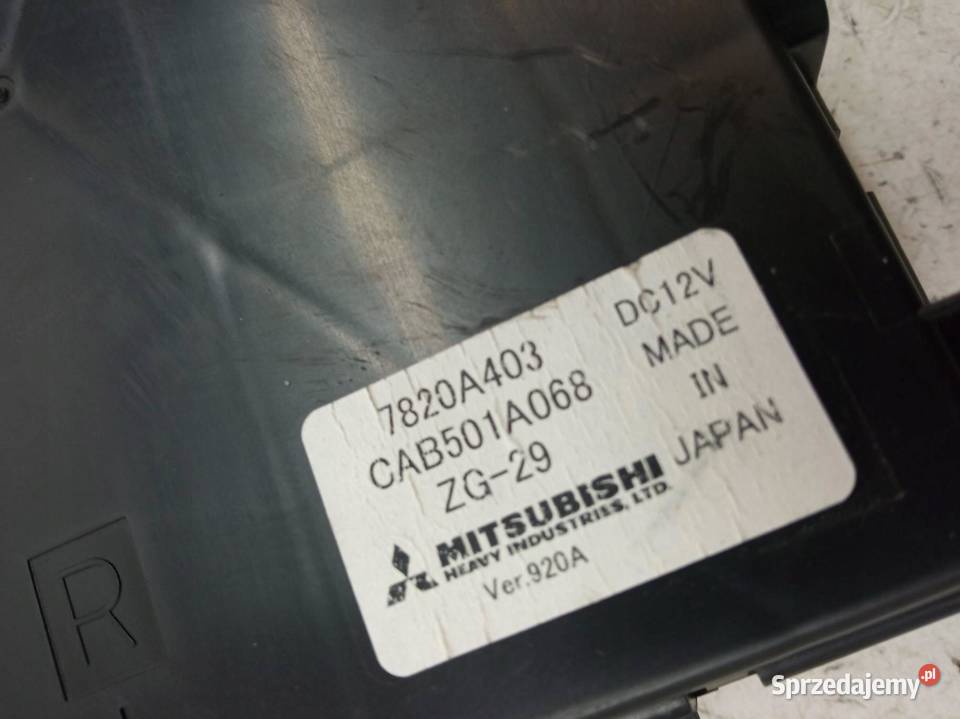 7820A403
CAB501A068
ZG-29
DC12V
MADE
IN
JAPAN
MITSUBISHI
HEAVY INDUSTRIES, LTD.
Ver.920A
R
Sprzedajemy.pl